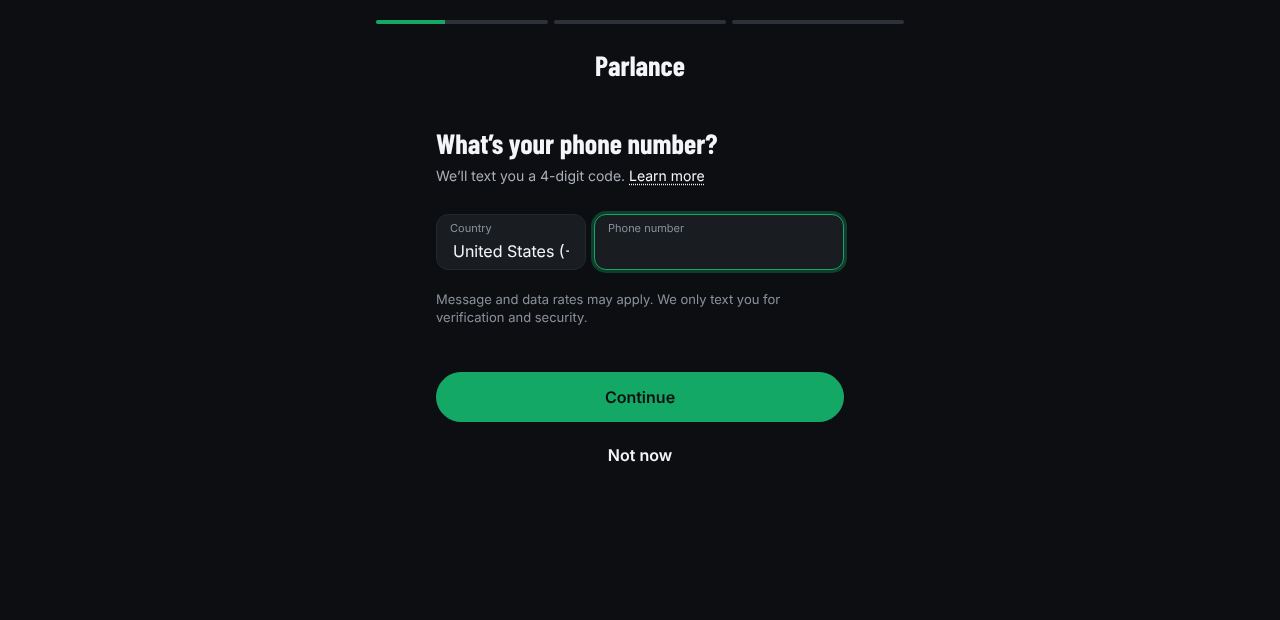 Parlance
What’s your phone number?
We’ll text you a 4-digit code. Learn more
Country
Phone number
United States (
Message and data rates may apply. We only text you for
verification and security.
Continue
Not now